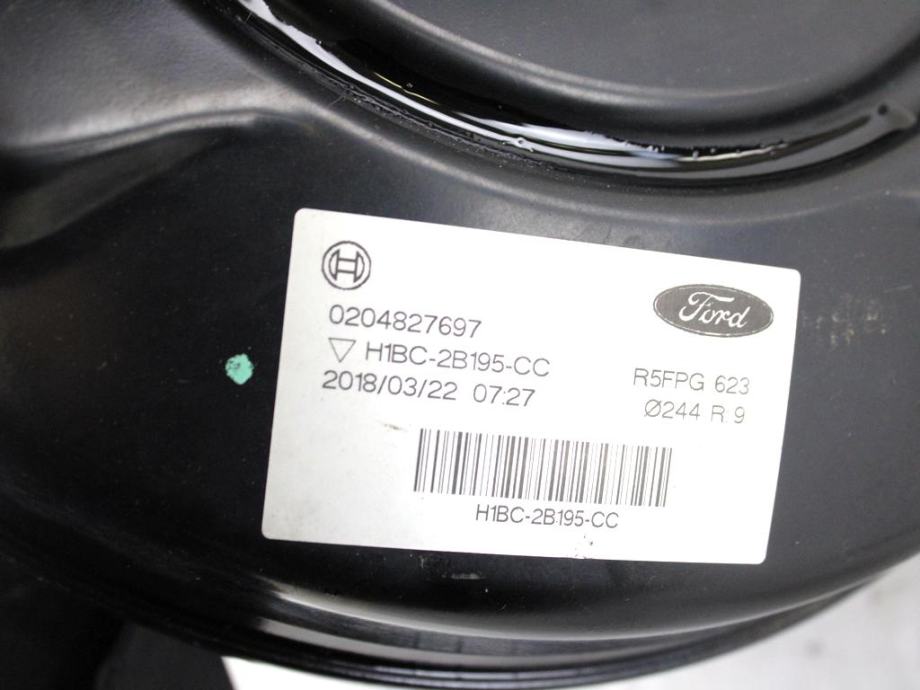 Ford
0204827697
▽ H1BC-2B195-CC
2018/03/22 07:27
R5FPG 623
Ø244 R.9
H1BC-2B195-CC